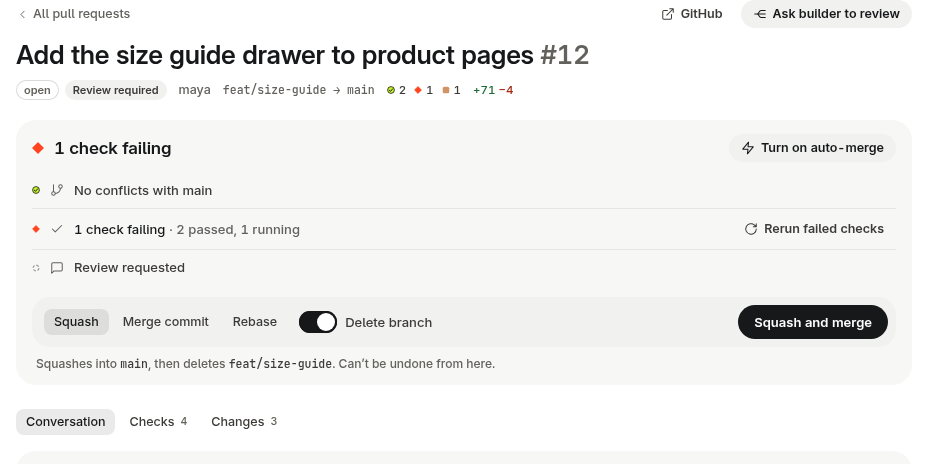 All pull requests
GitHub
Ask builder to review
Add the size guide drawer to product pages #12
open Review required maya feat/size-guide → main 2 1 1 +71 −4
1 check failing
Turn on auto-merge
No conflicts with main
1 check failing · 2 passed, 1 running
Rerun failed checks
Review requested
Squash Merge commit Rebase Delete branch Squash and merge
Squashes into main, then deletes feat/size-guide. Can’t be undone from here.
Conversation Checks 4 Changes 3